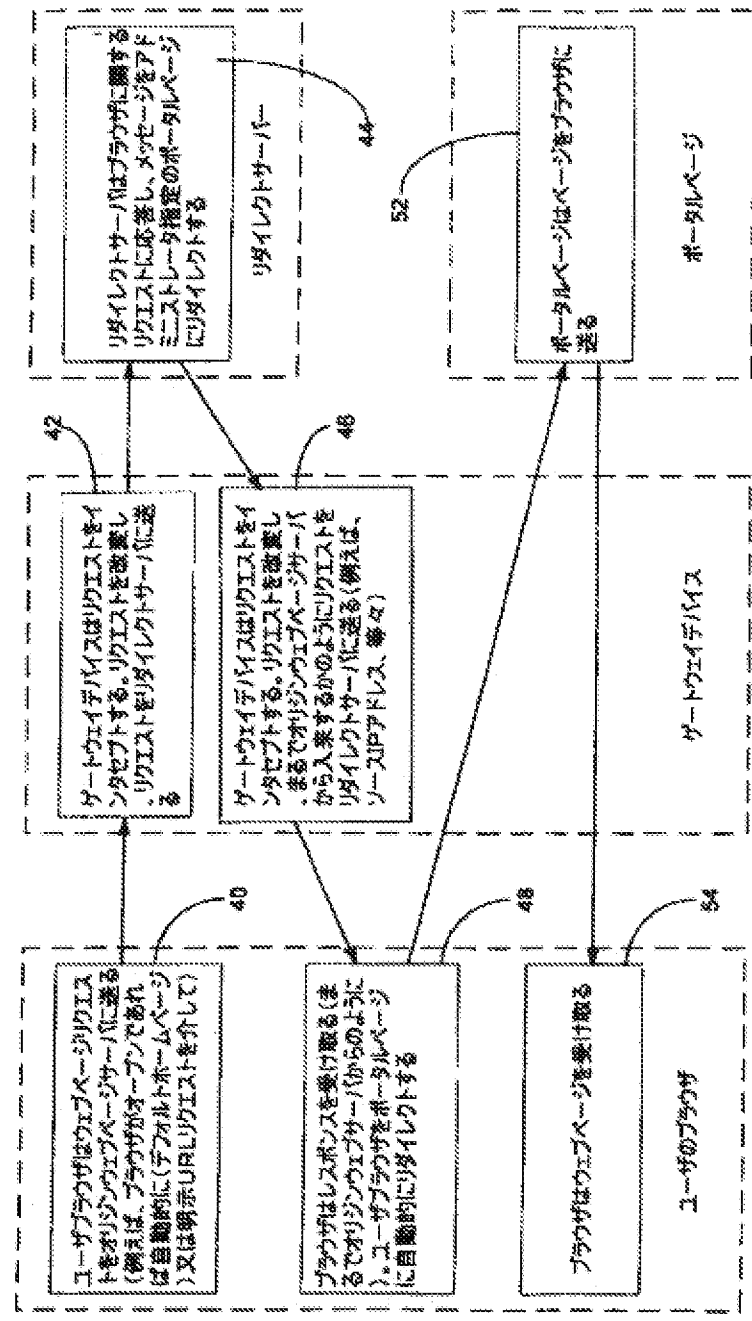 ユーザブラウザはウェブページリクエス
トをオリジンウェブページサーバに送る
(例えば、ブラウザがオープンであれ
ば自動的に(デフォルトホームページ
)又は明示URLリクエストを介して)
40
ゲートウェイデバイスはリクエストをイ
ンタセプトする。リクエストを改変し
、リクエストをリダイレクトサーバに送
る
42
リダイレクトサーバはブラウザに関する
リクエストに応答し、メッセージをアド
ミニストレータ指定のポータルページ
にリダイレクトする
44
リダイレクトサーバー
ゲートウェイデバイスはリクエストをイ
ンタセプトする。リクエストを改変し
、まるでオリジンウェブページサーバ
から入来するかのようにリクエストを
リダイレクトサーバに送る(例えば、
ソースIPアドレス、等々)
46
ブラウザはレスポンスを受け取る(ま
るでオリジンウェブサーバからのように
)。ユーザブラウザをポータルページ
に自動的にリダイレクトする
48
ポータルページはページをブラウザに
送る
52
ポータルページ
ブラウザはウェブページを受け取る
54
ユーザのブラウザ
ゲートウェイデバイス